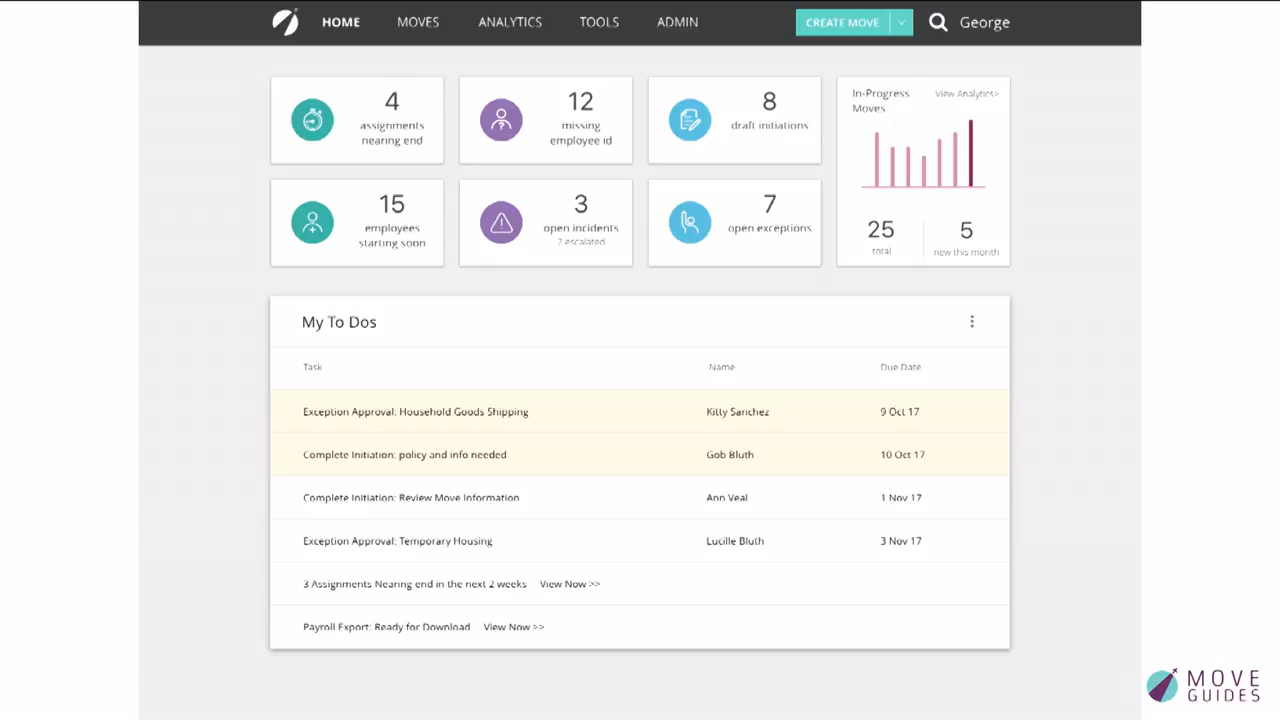 HOME MOVES ANALYTICS TOOLS ADMIN CREATE MOVE George
4
assignments
nearing end
12
missing
employee id
8
draft initiations
In-Progress
Moves
View Analytics>
25
total
5
new this month
15
employees
starting soon
3
open incidents
2 escalated
7
open exceptions
My To Dos
Task Name Due Date
Exception Approval: Household Goods Shipping Kitty Sanchez 9 Oct 17
Complete Initiation: policy and info needed Gob Bluth 10 Oct 17
Complete Initiation: Review Move Information Ann Veal 1 Nov 17
Exception Approval: Temporary Housing Lucille Bluth 3 Nov 17
3 Assignments Nearing end in the next 2 weeks View Now >>
Payroll Export: Ready for Download View Now >>
MOVE
GUIDES